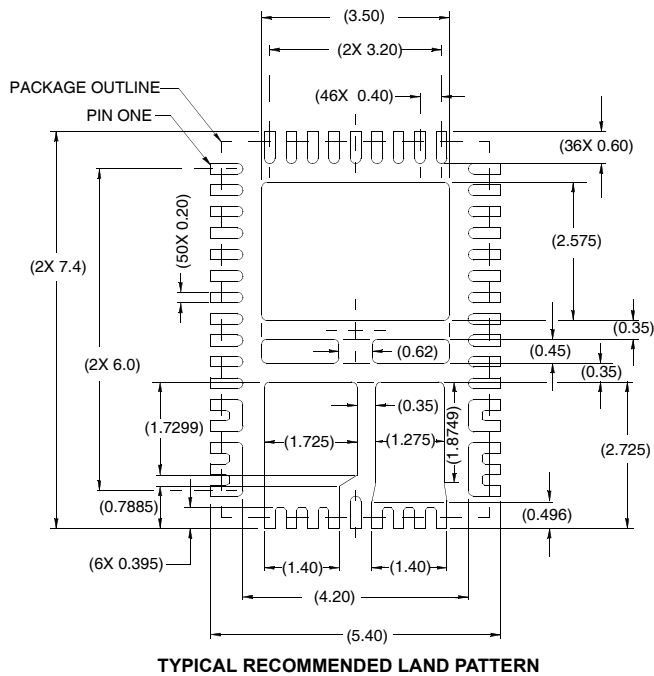 (3.50)
(2X 3.20)
PACKAGE OUTLINE
(46X 0.40)
PIN ONE
(36X 0.60)
(50X 0.20)
(2.575)
(2X 7.4)
(0.35)
(0.62)
(0.45)
(2X 6.0)
(0.35)
(0.35)
(1.7299)
(1.725)
(1.275)
(1.8749)
(2.725)
(0.7885)
(0.496)
(6X 0.395)
(1.40)
(1.40)
(4.20)
(5.40)
TYPICAL RECOMMENDED LAND PATTERN